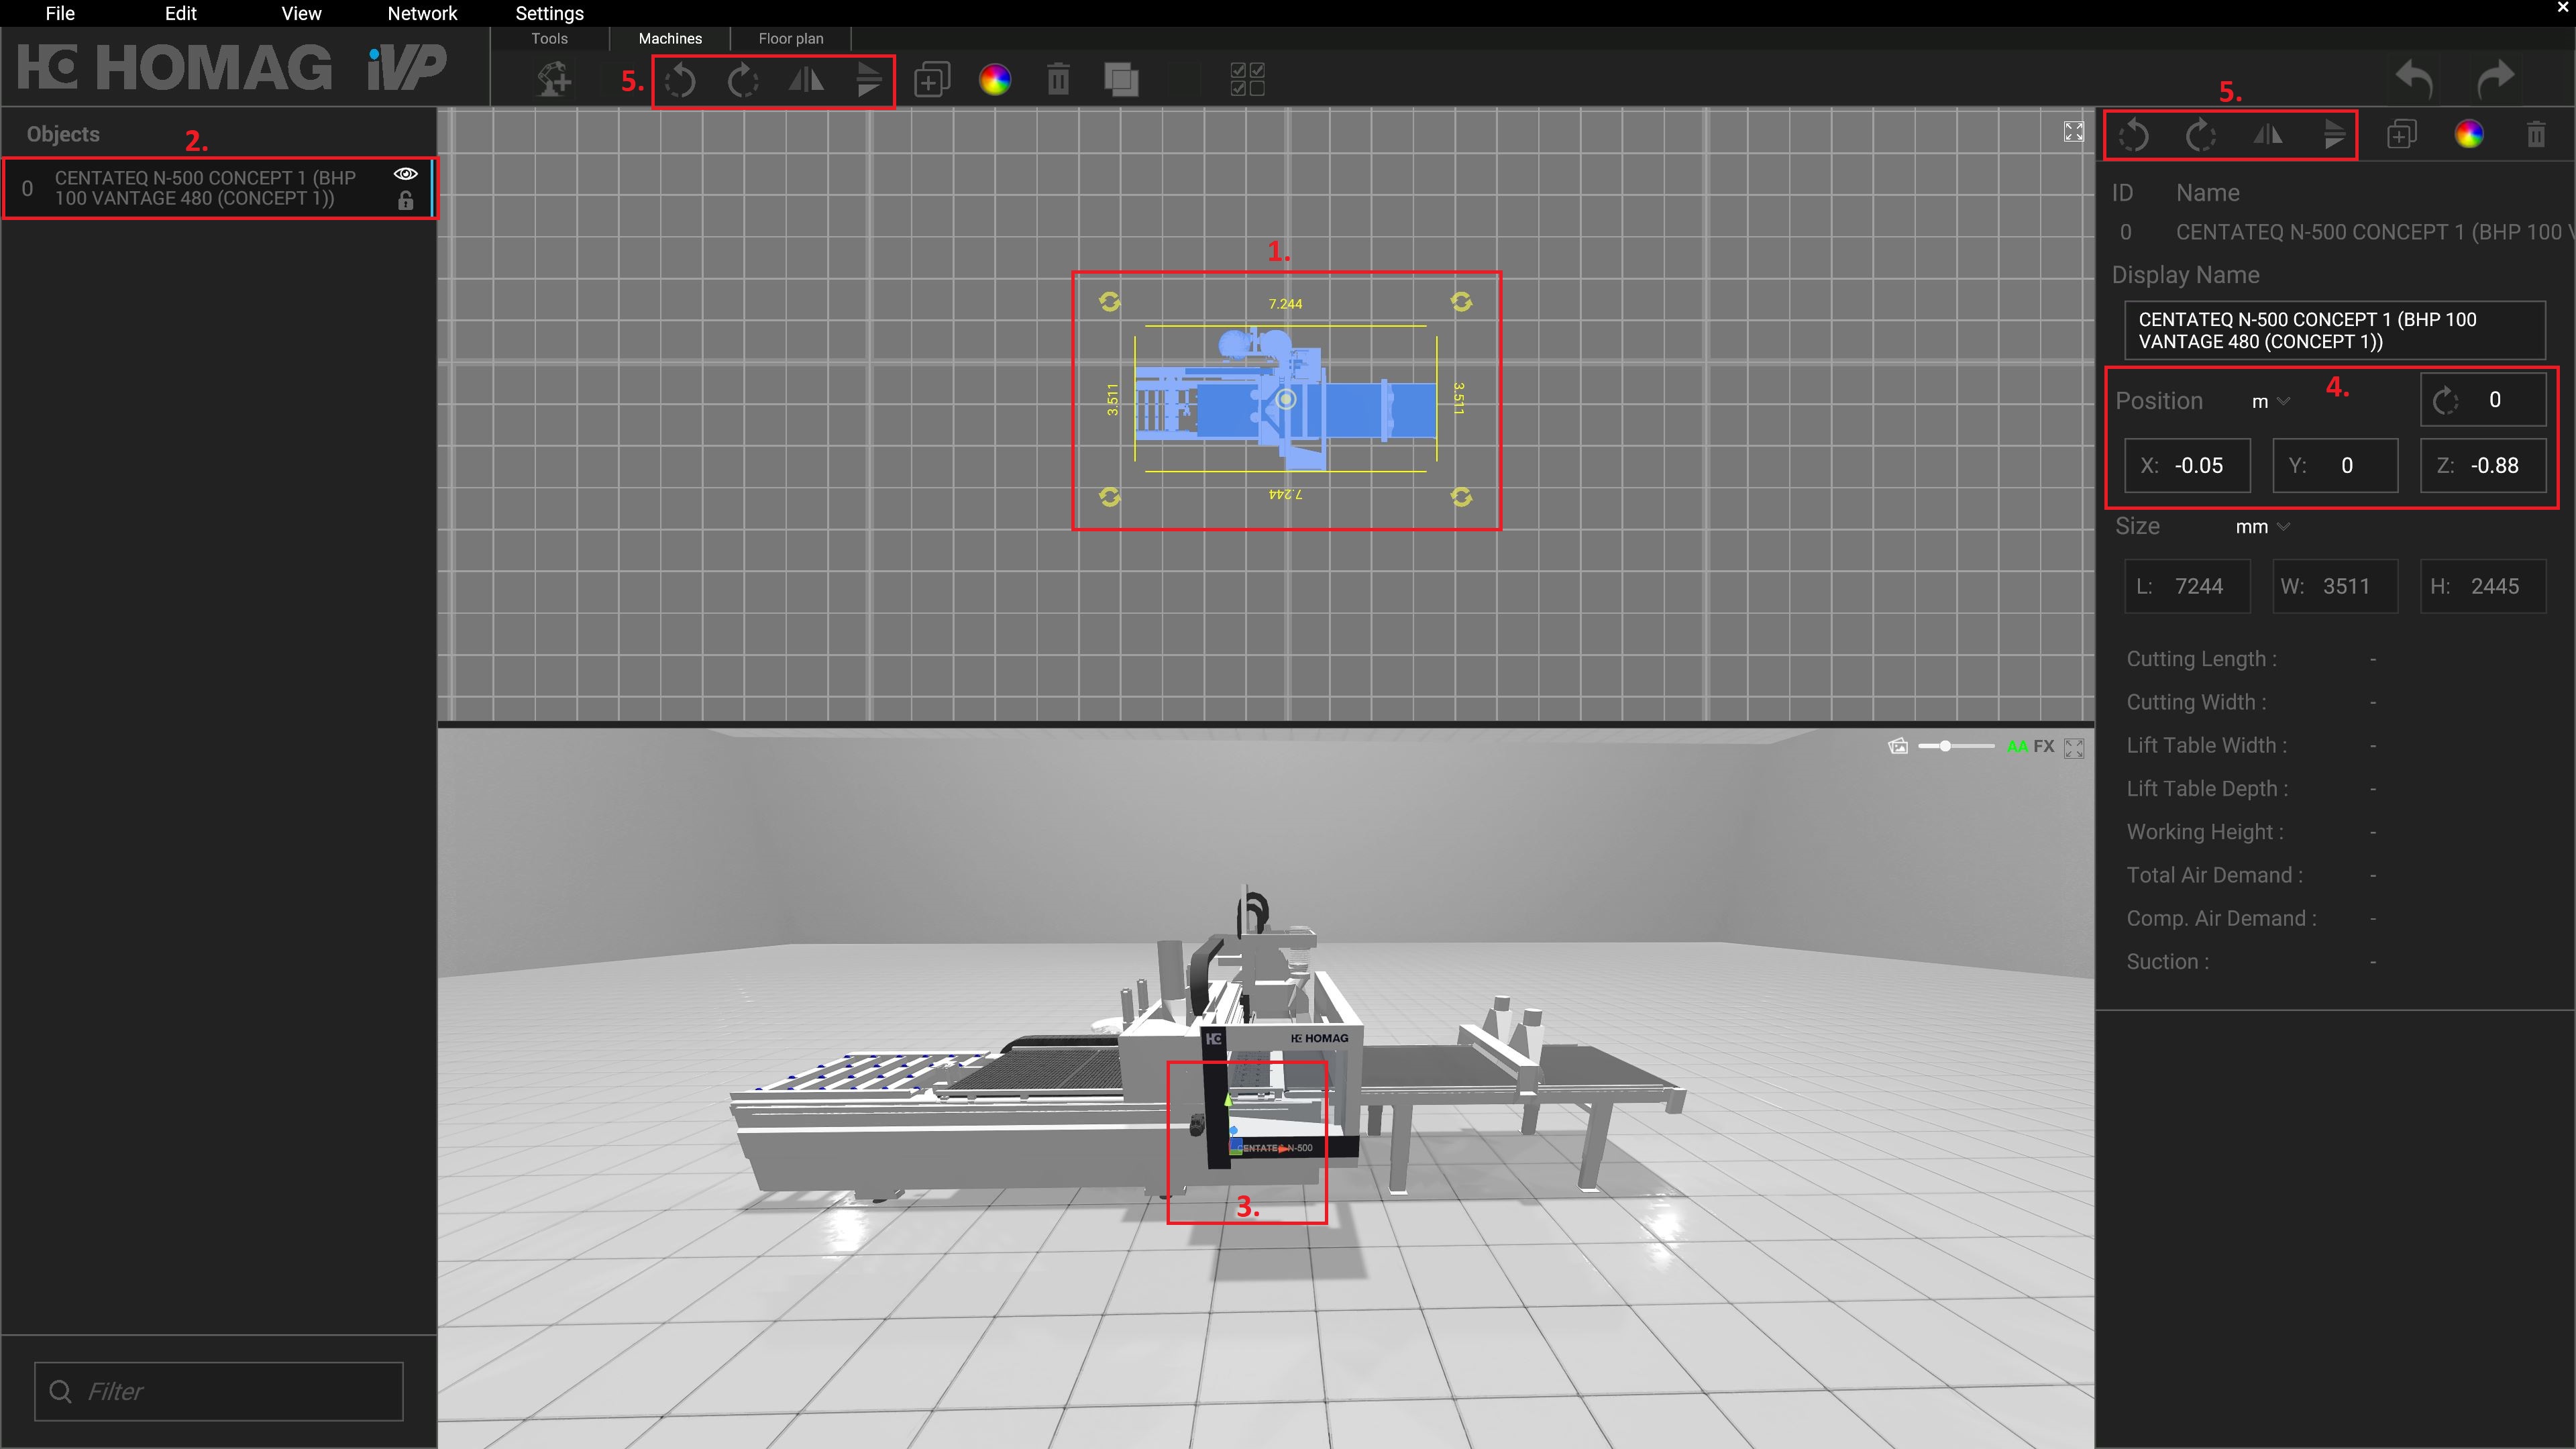 File Edit View Network Settings ×
HOMAG iVP
Tools Machines Floor plan
5.
Objects
2.
0 CENTATEQ N-500 CONCEPT 1 (BHP
100 VANTAGE 480 (CONCEPT 1))
Filter
1.
7.244
3.511
3.511
7.244
AA FX
HOMAG
CENTATEQ N-500
3.
5.
ID Name
0 CENTATEQ N-500 CONCEPT 1 (BHP 100 V
Display Name
CENTATEQ N-500 CONCEPT 1 (BHP 100
VANTAGE 480 (CONCEPT 1))
4.
Position m 0
X: -0.05 Y: 0 Z: -0.88
Size mm
L: 7244 W: 3511 H: 2445
Cutting Length : -
Cutting Width : -
Lift Table Width : -
Lift Table Depth : -
Working Height : -
Total Air Demand : -
Comp. Air Demand : -
Suction : -